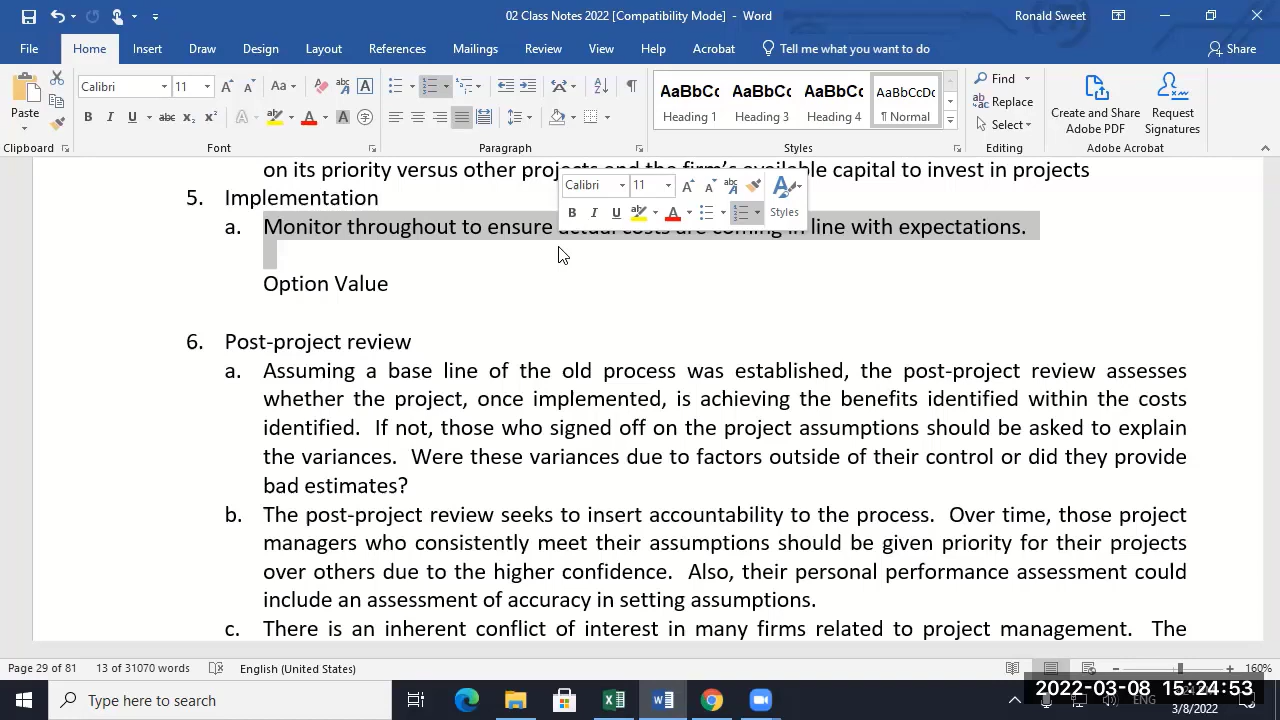 02 Class Notes 2022 [Compatibility Mode] - Word
Ronald Sweet
File Home Insert Draw Design Layout References Mailings Review View Help Acrobat Tell me what you want to do Share
Calibri 11 Aa
AaBbCc AaBbCc AaBbCc AaBbCcDc
Heading 1 Heading 3 Heading 4 ¶ Normal
Find
Replace
Select
Paste
Create and Share Adobe PDF
Request Signatures
Clipboard Font Paragraph Styles Editing Adobe Acrobat
on its priority versus other projects and the firm's available capital to invest in projects
5. Implementation
Calibri 11
B I U A Styles
a. Monitor throughout to ensure actual costs are coming in line with expectations.
Option Value
6. Post-project review
a. Assuming a base line of the old process was established, the post-project review assesses
whether the project, once implemented, is achieving the benefits identified within the costs
identified. If not, those who signed off on the project assumptions should be asked to explain
the variances. Were these variances due to factors outside of their control or did they provide
bad estimates?
b. The post-project review seeks to insert accountability to the process. Over time, those project
managers who consistently meet their assumptions should be given priority for their projects
over others due to the higher confidence. Also, their personal performance assessment could
include an assessment of accuracy in setting assumptions.
c. There is an inherent conflict of interest in many firms related to project management. The
Page 29 of 81 13 of 31070 words English (United States) 160%
Type here to search
2022-03-08 15:24:53
ENG
3/8/2022